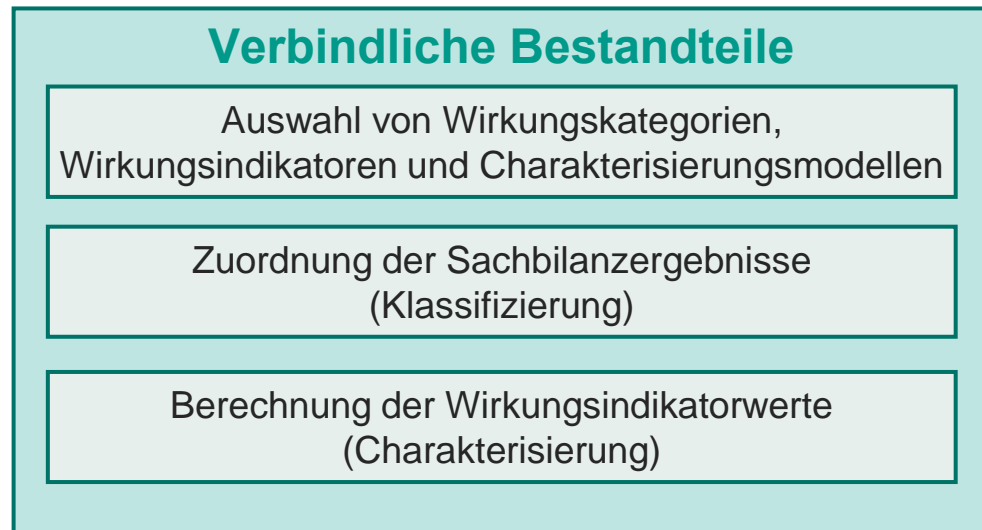 Verbindliche Bestandteile
Auswahl von Wirkungskategorien,
Wirkungsindikatoren und Charakterisierungsmodellen
Zuordnung der Sachbilanzergebnisse
(Klassifizierung)
Berechnung der Wirkungsindikatorwerte
(Charakterisierung)